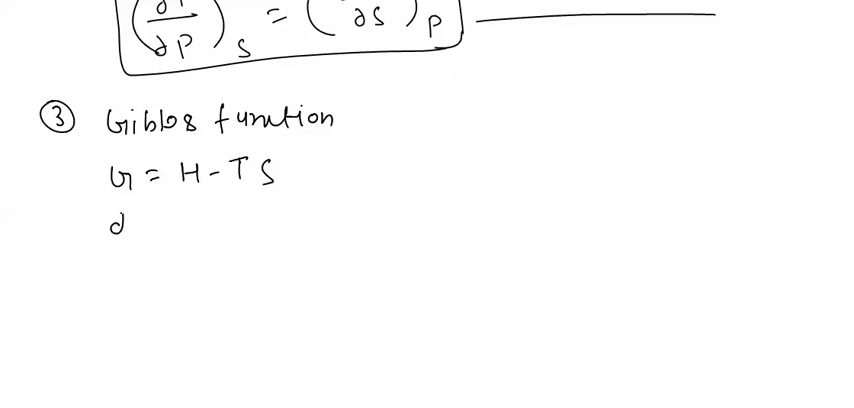 (∂T/∂P)_S = (∂ /∂S)_P
③ Gibbs function
G = H - TS
d